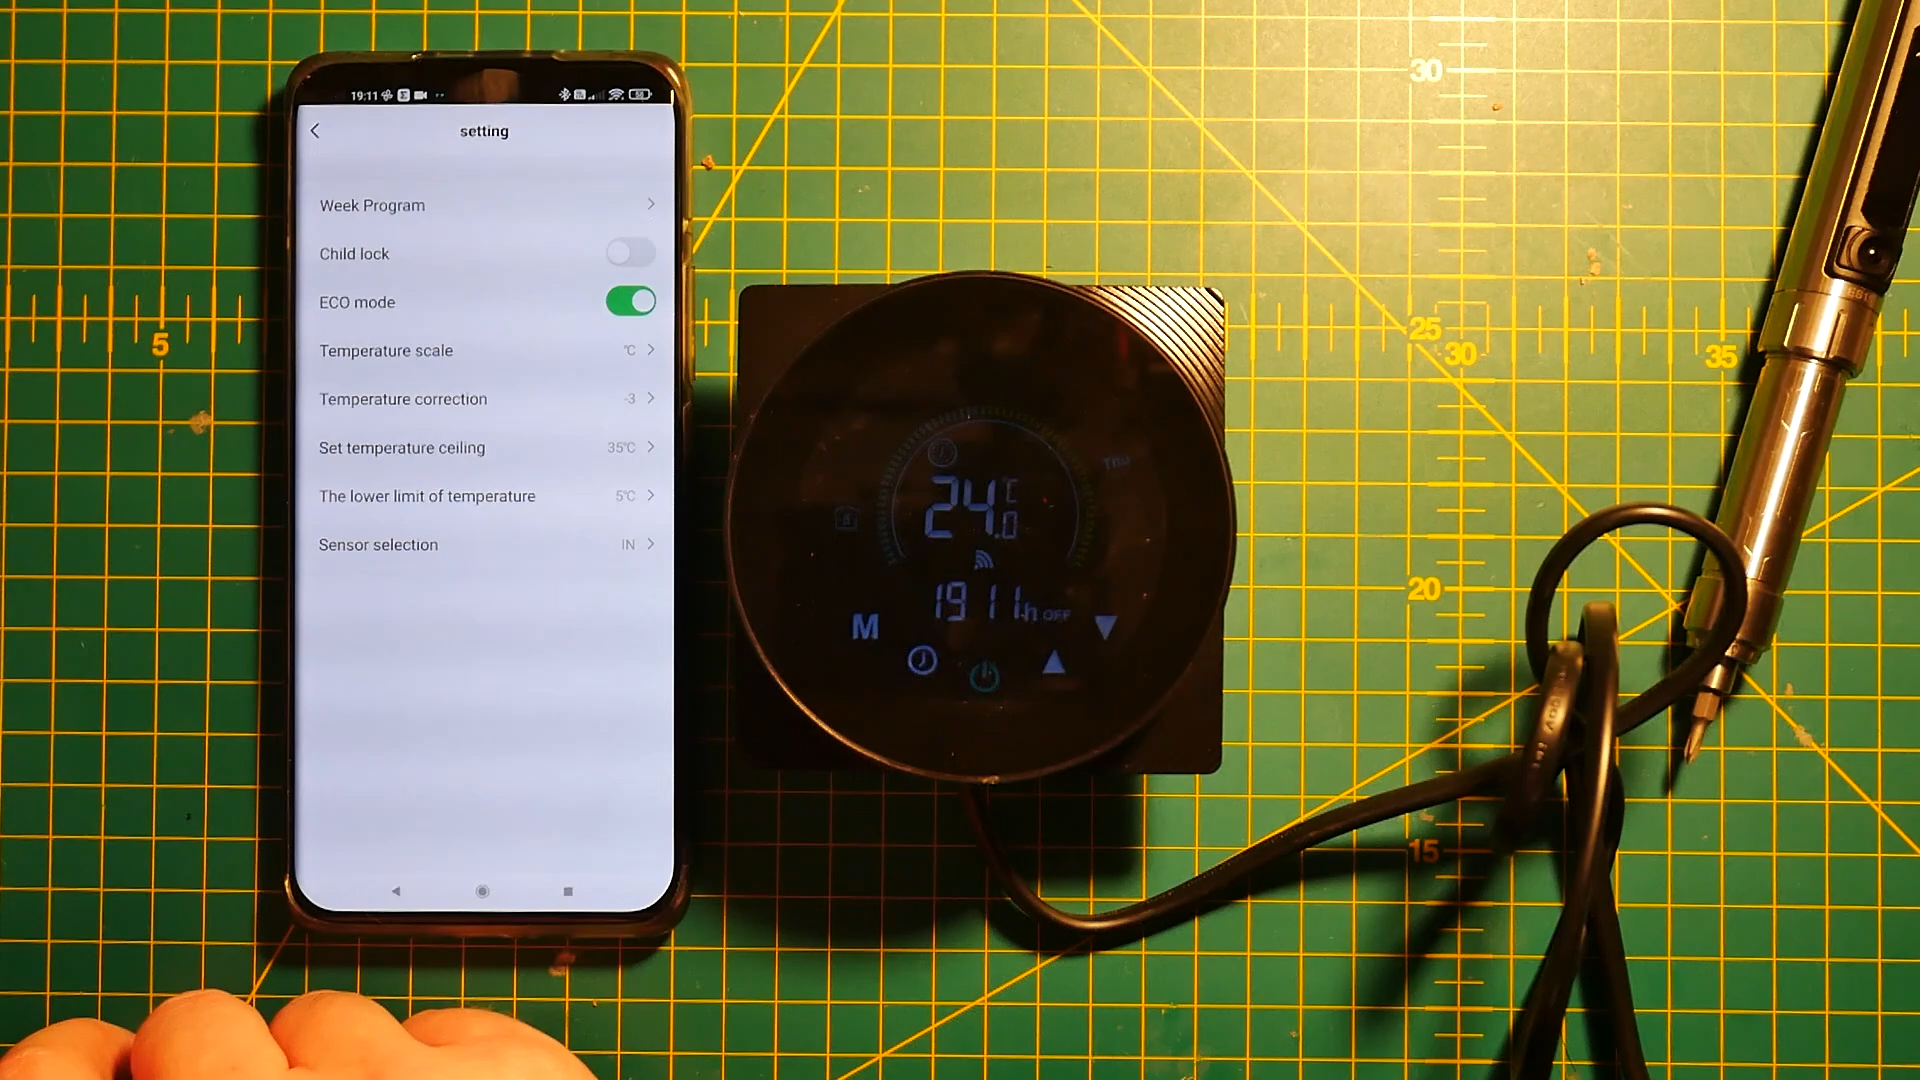 19:11
setting
Week Program
Child lock
ECO mode
Temperature scale °C
Temperature correction -3
Set temperature ceiling 35°C
The lower limit of temperature 5°C
Sensor selection IN
Thu
24.0 °C
19 11 h OFF
M
5
30
25
30
35
20
15